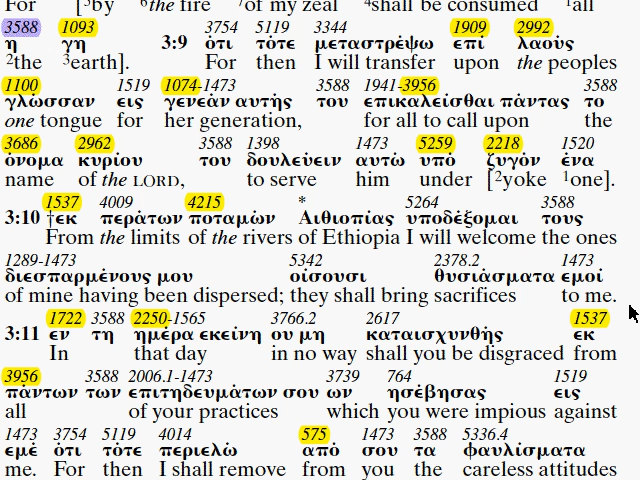 For [⁵by ⁶the fire ⁷of my zeal ⁴shall be consumed ¹all
3588 1093 3754 5119 3344 1909 2992
η γη 3:9 ότι τότε μεταστρέψω επί λαούς
²the ³earth]. For then I will transfer upon the peoples
1100 1519 1074-1473 3588 1941-3956 3588
γλώσσαν εις γενεάν αυτής του επικαλείσθαι πάντας το
one tongue for her generation, for all to call upon the
3686 2962 3588 1398 1473 5259 2218 1520
όνομα κυρίου του δουλεύειν αυτώ υπό ζυγόν ένα
name of the LORD, to serve him under [²yoke ¹one].
1537 4009 4215 * 5264 3588
3:10 †εκ περάτων ποταμών Αιθιοπίας υποδέξομαι τους
From the limits of the rivers of Ethiopia I will welcome the ones
1289-1473 5342 2378.2 1473
διεσπαρμένους μου οίσουσι θυσιάσματα εμοί
of mine having been dispersed; they shall bring sacrifices to me.
1722 3588 2250-1565 3766.2 2617 1537
3:11 εν τη ημέρα εκείνη ου μη καταισχυνθής εκ
In that day in no way shall you be disgraced from
3956 3588 2006.1-1473 3739 764 1519
πάντων των επιτηδευμάτων σου ων ησέβησας εις
all of your practices which you were impious against
1473 3754 5119 4014 575 1473 3588 5336.4
εμέ ότι τότε περιελώ από σου τα φαυλίσματα
me. For then I shall remove from you the careless attitudes